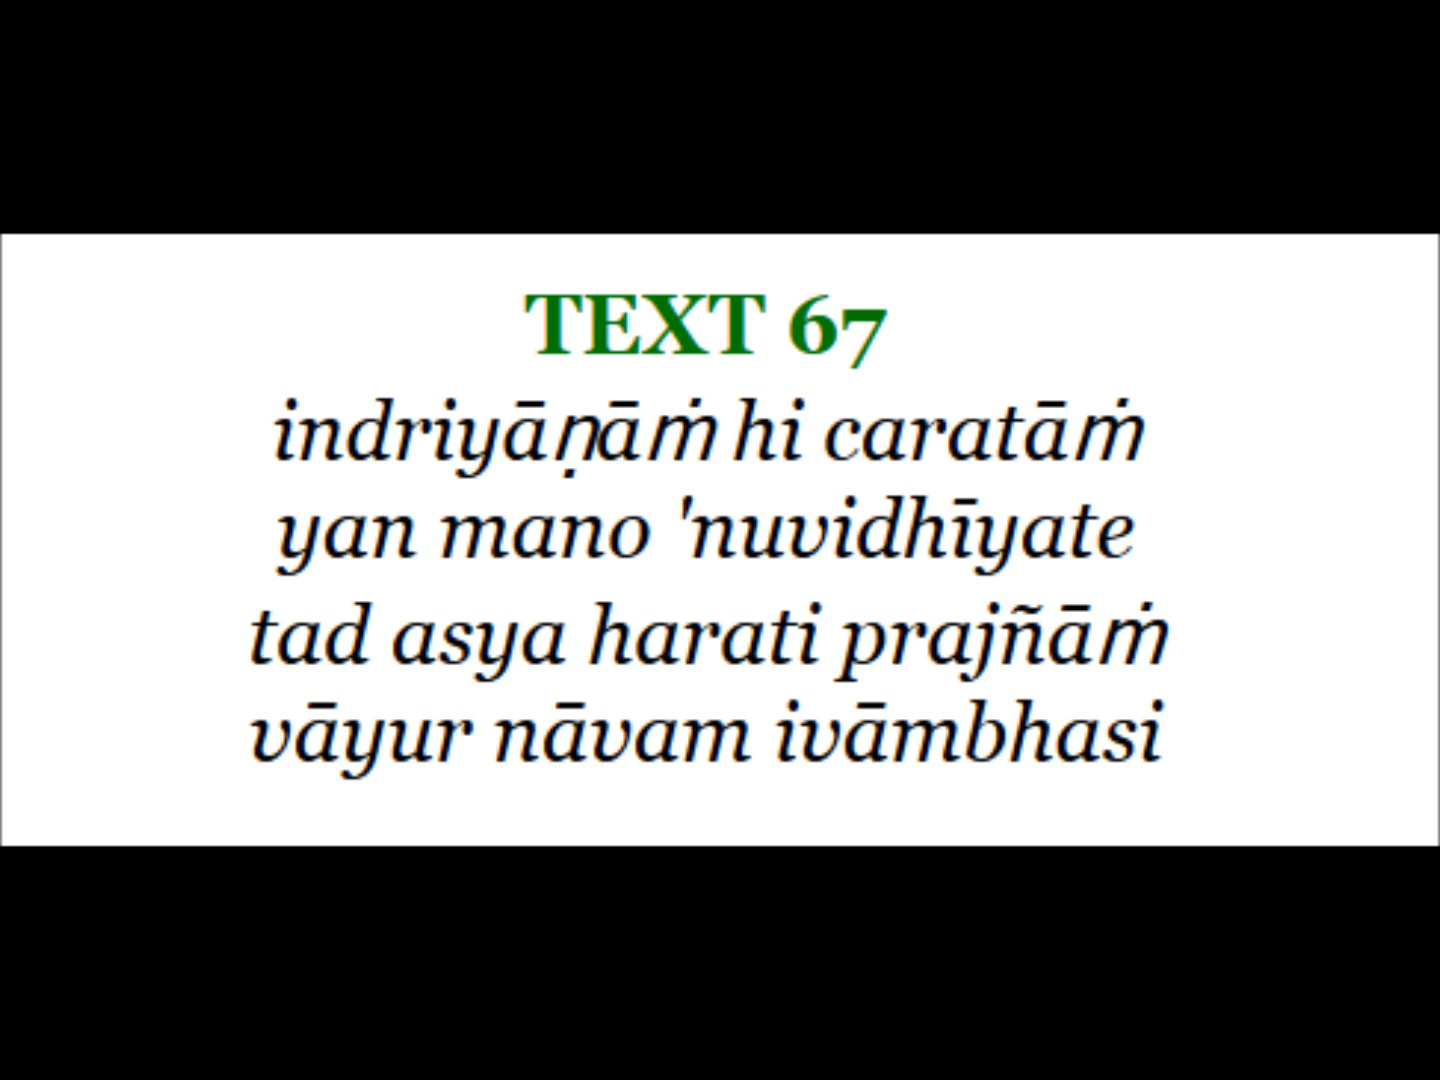 TEXT 67
indriyāṇāṁ hi caratāṁ
yan mano 'nuvidhīyate
tad asya harati prajñāṁ
vāyur nāvam ivāmbhasi